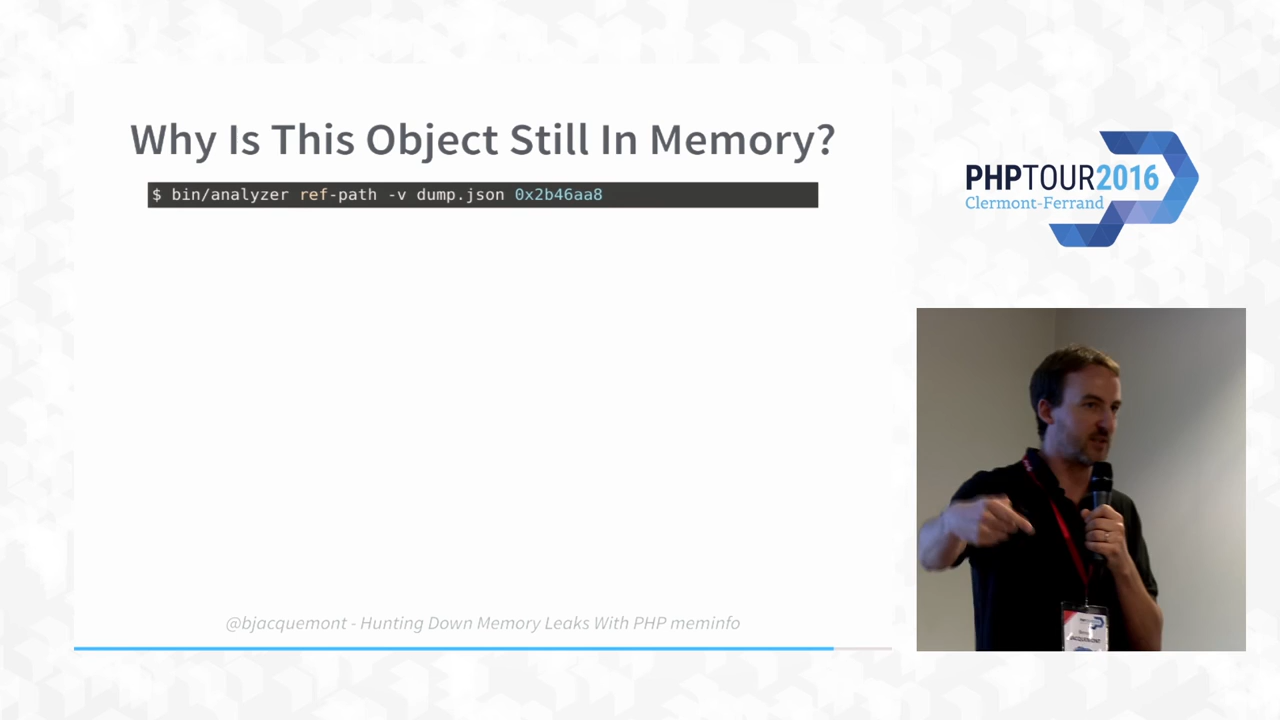 Why Is This Object Still In Memory?
$ bin/analyzer ref-path -v dump.json 0x2b46aa8
@bjacquemont - Hunting Down Memory Leaks With PHP meminfo
PHPTOUR2016
Clermont-Ferrand
JACQUEMONT